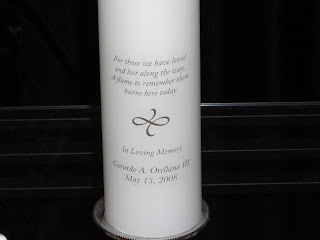 For those we have loved
and lost along the way,
A flame to remember them
burns here today.
In Loving Memory
Gerardo A. Orellana III
May 15, 2008